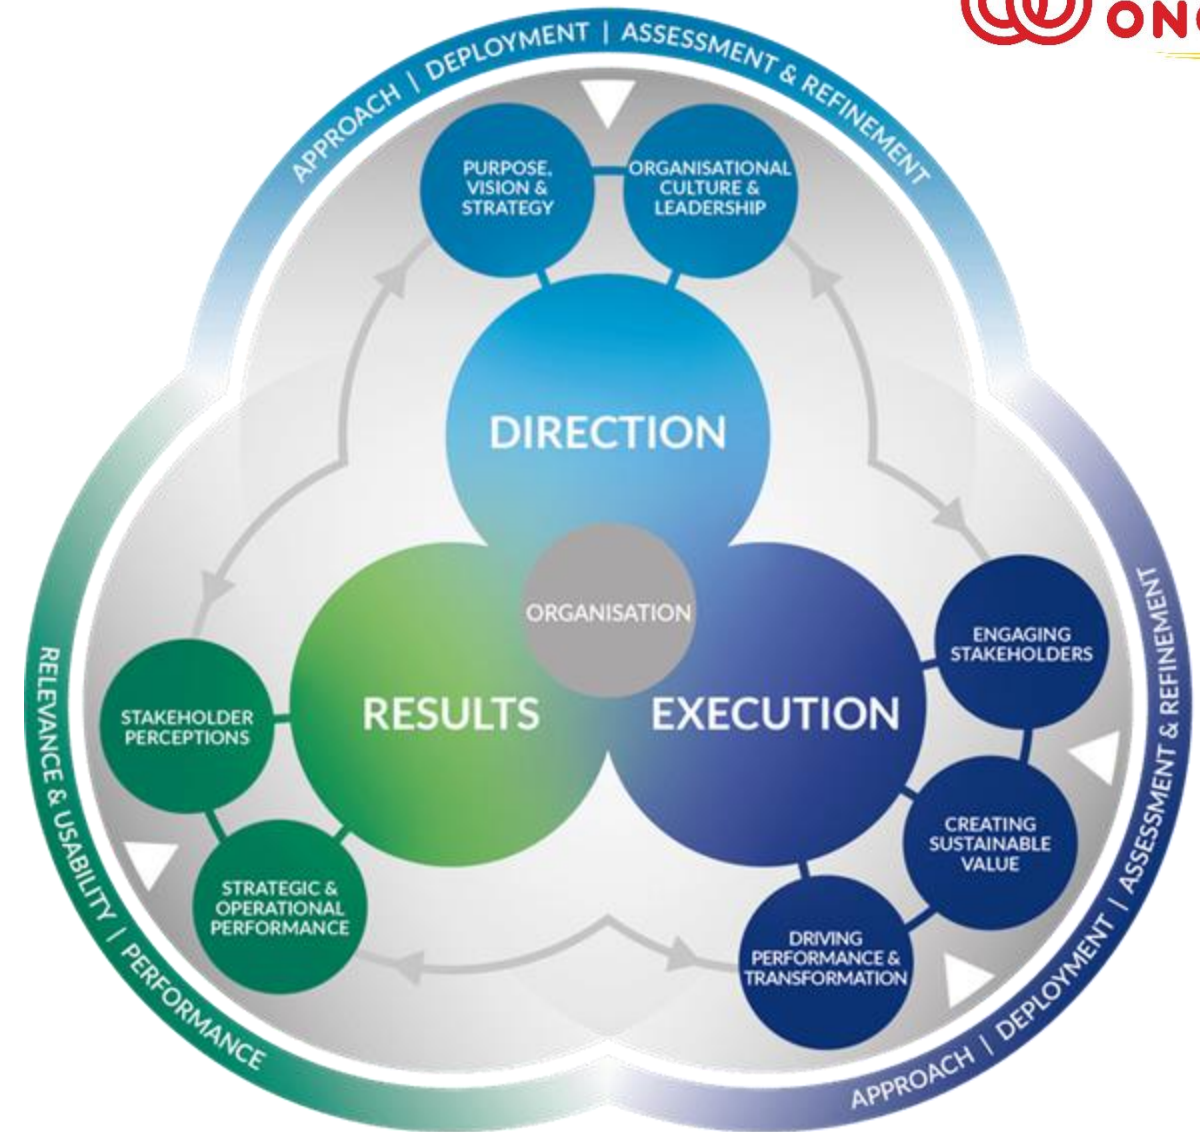 APPROACH | DEPLOYMENT | ASSESSMENT & REFINEMENT
PURPOSE,
VISION &
STRATEGY
ORGANISATIONAL
CULTURE &
LEADERSHIP
DIRECTION
ORGANISATION
RESULTS
EXECUTION
ENGAGING
STAKEHOLDERS
CREATING
SUSTAINABLE
VALUE
DRIVING
PERFORMANCE &
TRANSFORMATION
STAKEHOLDER
PERCEPTIONS
STRATEGIC &
OPERATIONAL
PERFORMANCE
RELEVANCE & USABILITY | PERFORMANCE
APPROACH | DEPLOYMENT | ASSESSMENT & REFINEMENT